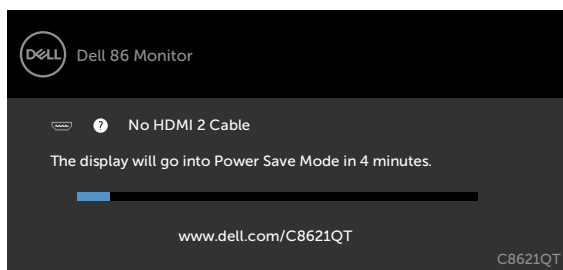 DELL
Dell 86 Monitor
? No HDMI 2 Cable
The display will go into Power Save Mode in 4 minutes.
www.dell.com/C8621QT
C8621QT